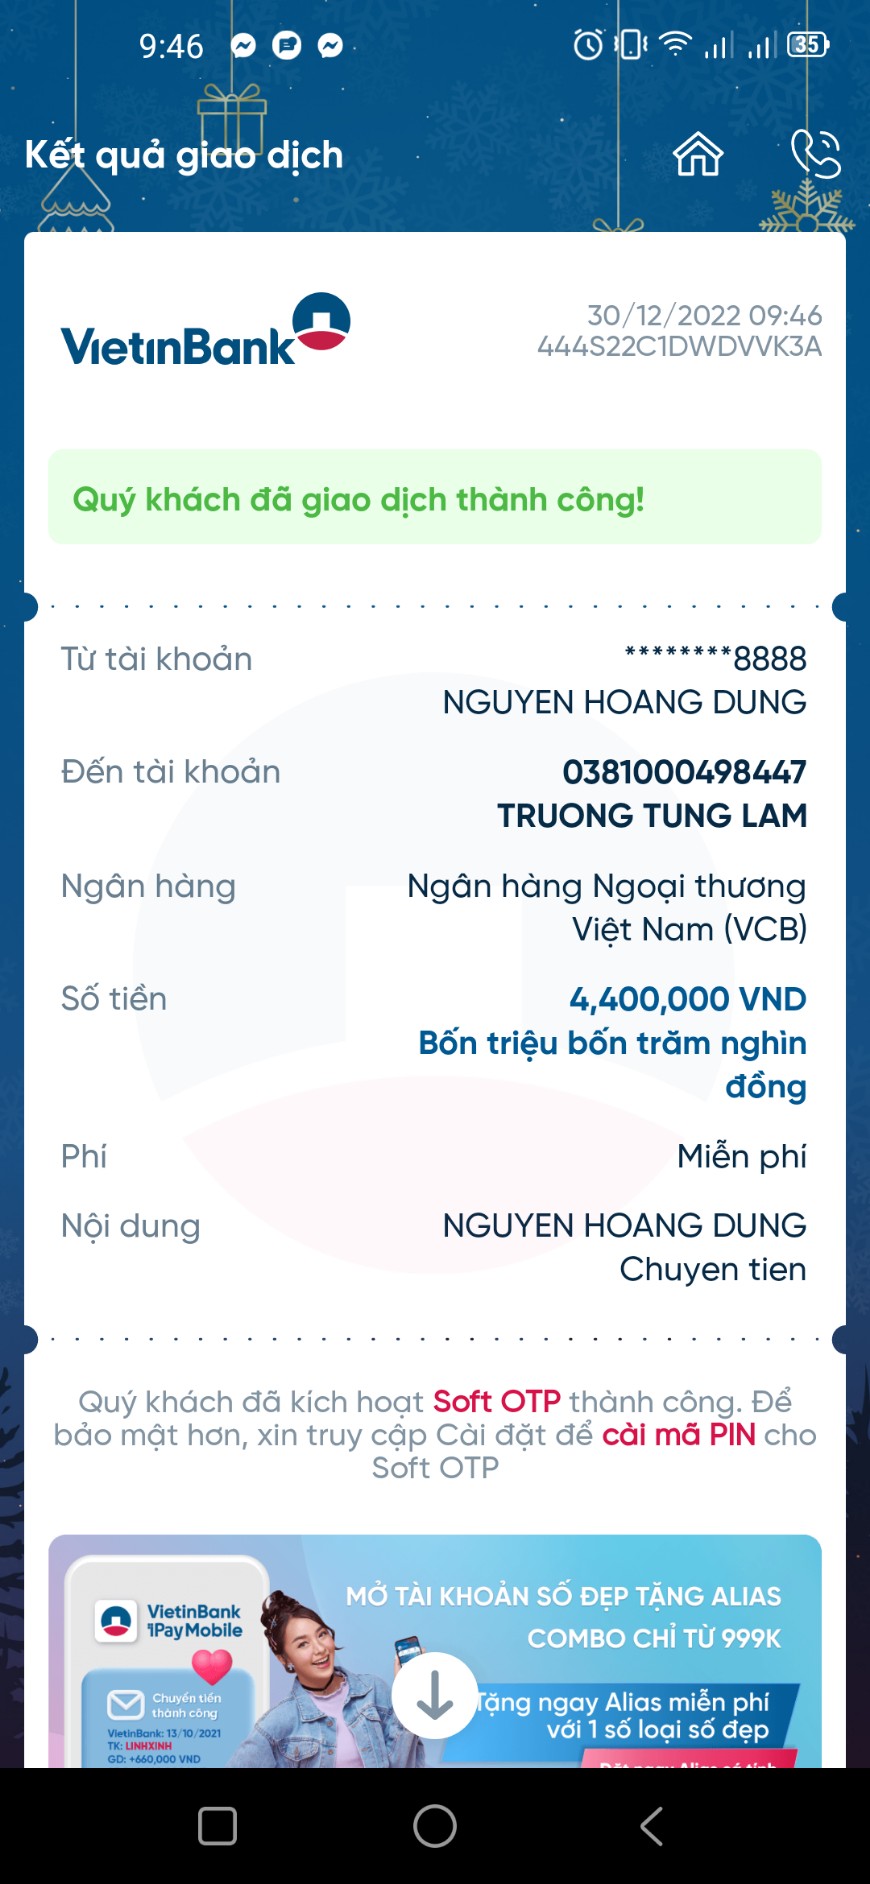 9:46
35
Kết quả giao dịch
VietinBank
30/12/2022 09:46
444S22C1DWDVVK3A
Quý khách đã giao dịch thành công!
Từ tài khoản
********8888
NGUYEN HOANG DUNG
Đến tài khoản
0381000498447
TRUONG TUNG LAM
Ngân hàng
Ngân hàng Ngoại thương
Việt Nam (VCB)
Số tiền
4,400,000 VND
Bốn triệu bốn trăm nghìn
đồng
Phí
Miễn phí
Nội dung
NGUYEN HOANG DUNG
Chuyen tien
Quý khách đã kích hoạt Soft OTP thành công. Để
bảo mật hơn, xin truy cập Cài đặt để cài mã PIN cho
Soft OTP
VietinBank
iPay Mobile
Chuyển tiền
thành công
VietinBank: 13/10/2021
TK: LINHXINH
GD: +660,000 VND
MỞ TÀI KHOẢN SỐ ĐẸP TẶNG ALIAS
COMBO CHỈ TỪ 999K
Tặng ngay Alias miễn phí
với 1 số loại số đẹp